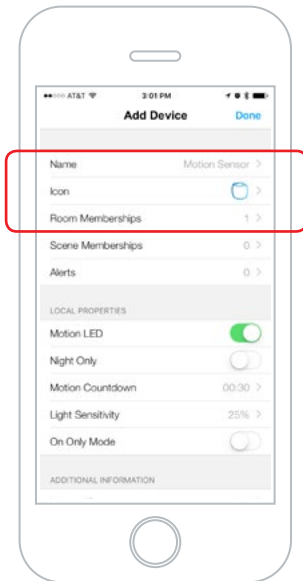 AT&T 3:01 PM
Add Device Done
Name Motion Sensor >
Icon >
Room Memberships 1 >
Scene Memberships 0 >
Alerts 0 >
LOCAL PROPERTIES
Motion LED
Night Only
Motion Countdown 00:30 >
Light Sensitivity 25% >
On Only Mode
ADDITIONAL INFORMATION